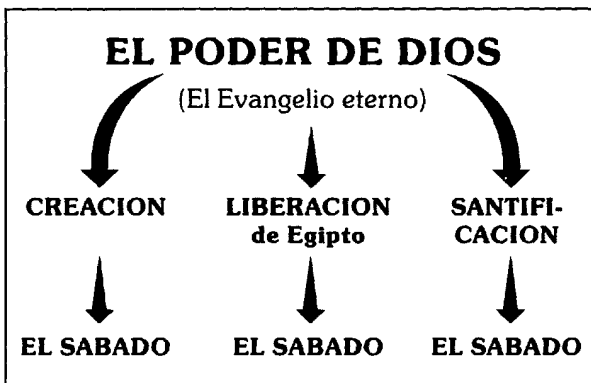 EL PODER DE DIOS
(El Evangelio eterno)
CREACION
LIBERACION
de Egipto
SANTIFI-
CACION
EL SABADO
EL SABADO
EL SABADO